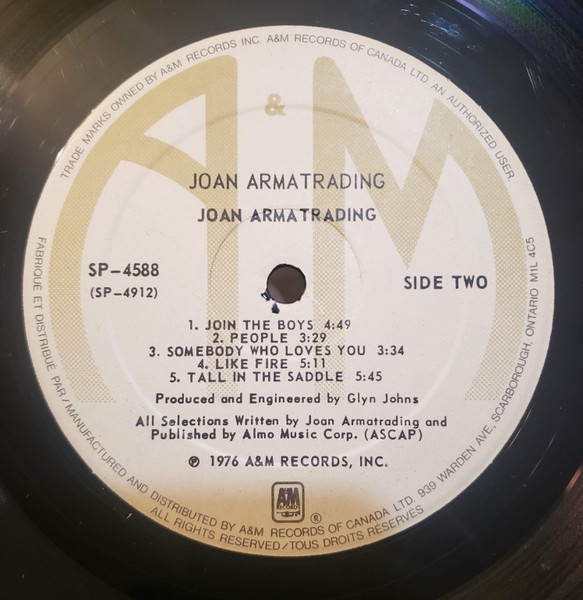 TRADE MARKS OWNED BY A&M RECORDS INC. A&M RECORDS OF CANADA LTD. AN AUTHORIZED USER.
A&M
JOAN ARMATRADING
JOAN ARMATRADING
SP-4588
(SP-4912)
SIDE TWO
1. JOIN THE BOYS 4:49
2. PEOPLE 3:29
3. SOMEBODY WHO LOVES YOU 3:34
4. LIKE FIRE 5:11
5. TALL IN THE SADDLE 5:45
Produced and Engineered by Glyn Johns
All Selections Written by Joan Armatrading and
Published by Almo Music Corp. (ASCAP)
℗ 1976 A&M RECORDS, INC.
A&M
RECORDS
®
FABRIQUÉ ET DISTRIBUÉ PAR/MANUFACTURED AND DISTRIBUTED BY A&M RECORDS OF CANADA LTD. 939 WARDEN AVE, SCARBOROUGH, ONTARIO M1L 4C5
ALL RIGHTS RESERVED/TOUS DROITS RÉSERVÉS